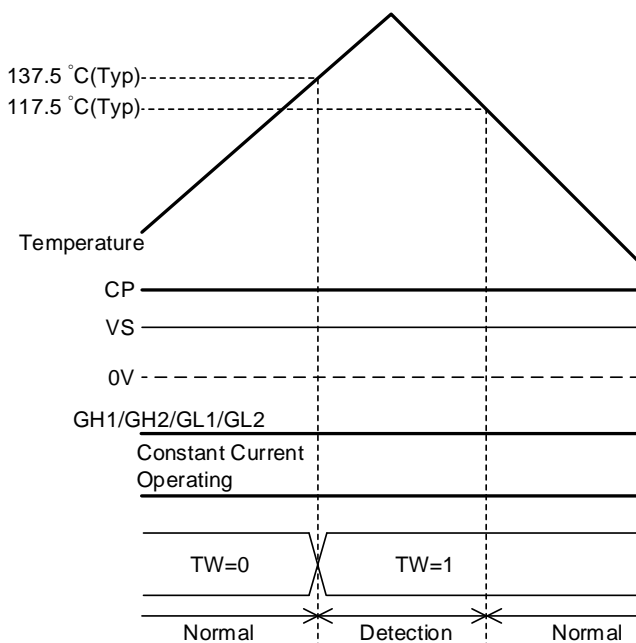 137.5 °C(Typ)
117.5 °C(Typ)
Temperature
CP
VS
0V
GH1/GH2/GL1/GL2
Constant Current
Operating
TW=0 TW=1
Normal Detection Normal